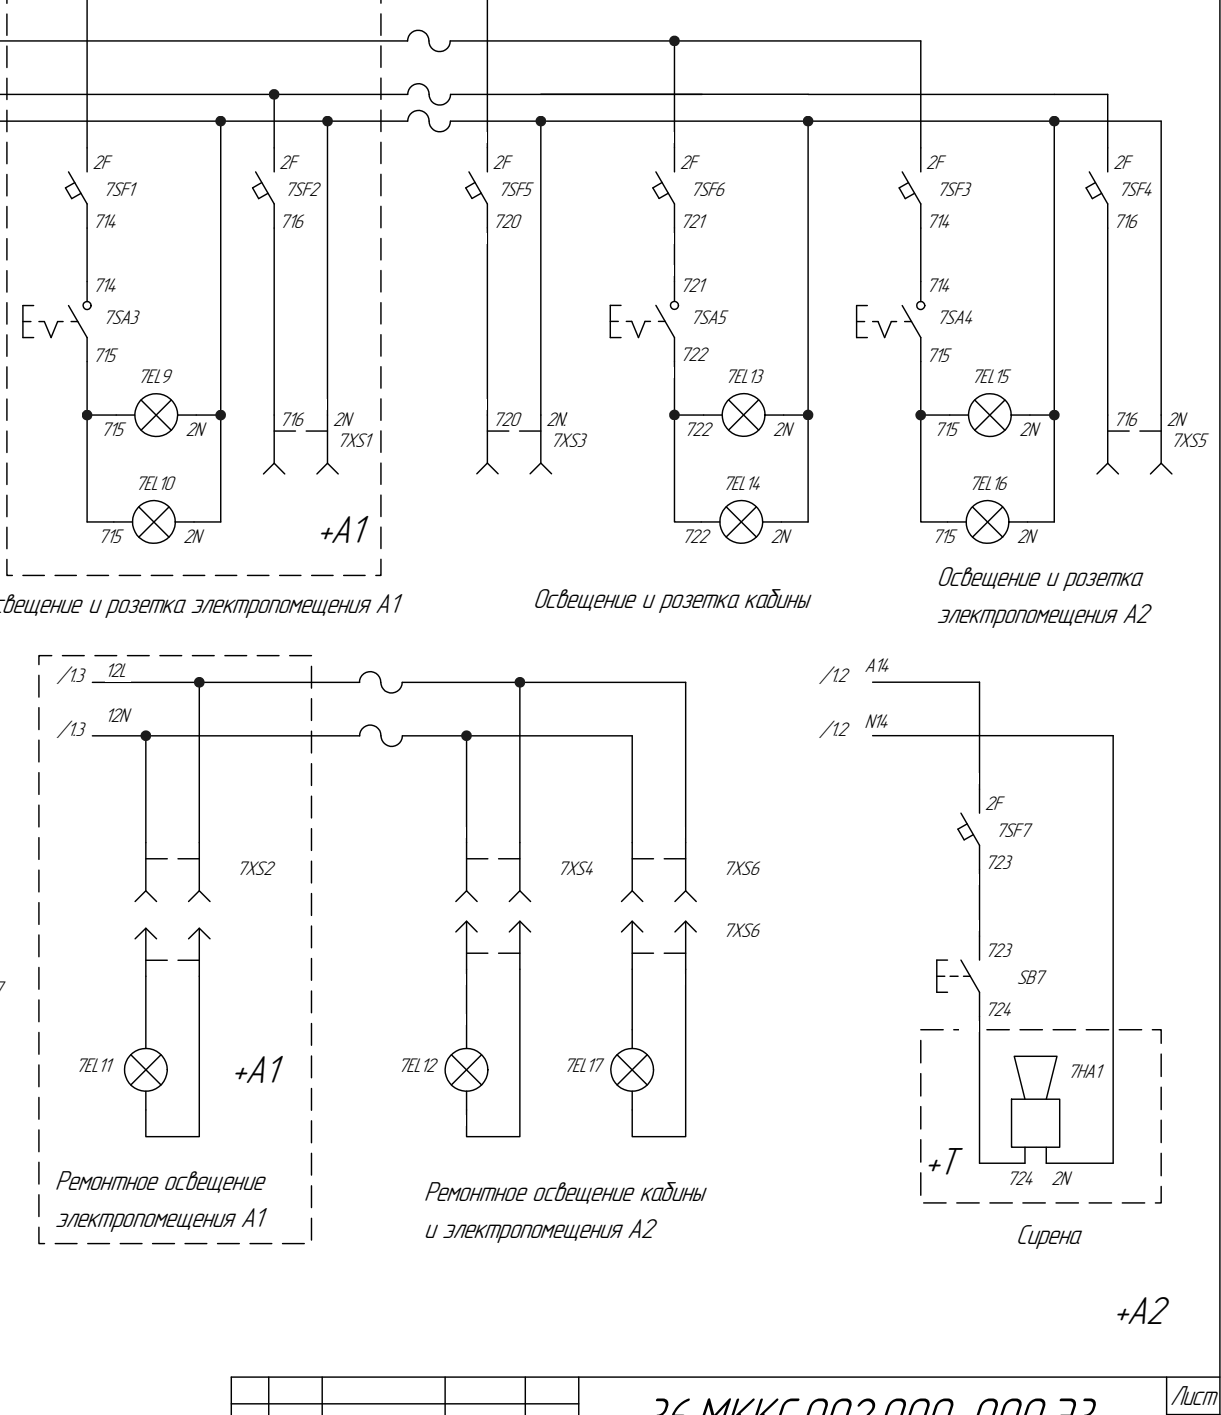 2F 2F 2F 2F 2F 2F
7SF1 7SF2 7SF5 7SF6 7SF3 7SF4
714 716 720 721 714 716
714 721 714
7SA3 7SA5 7SA4
715 722 715
7EL9 7EL13 7EL15
715 2N 716 2N 720 2N. 722 2N 715 2N 716 2N
7XS1 7XS3 7XS5
7EL10 7EL14 7EL16
715 2N 722 2N 715 2N
+A1
свещение и розетка электропомещения А1
Освещение и розетка кабины
Освещение и розетка
электропомещения А2
/1.3 12L
/1.3 12N
7XS2 7XS4 7XS6
7XS6
7EL11 7EL12 7EL17
+A1
Ремонтное освещение
электропомещения А1
Ремонтное освещение кабины
и электропомещения А2
/1.2 A14
/1.2 N14
2F
7SF7
723
723
SB7
724
7HA1
+T
724 2N
Сирена
+A2
Лист